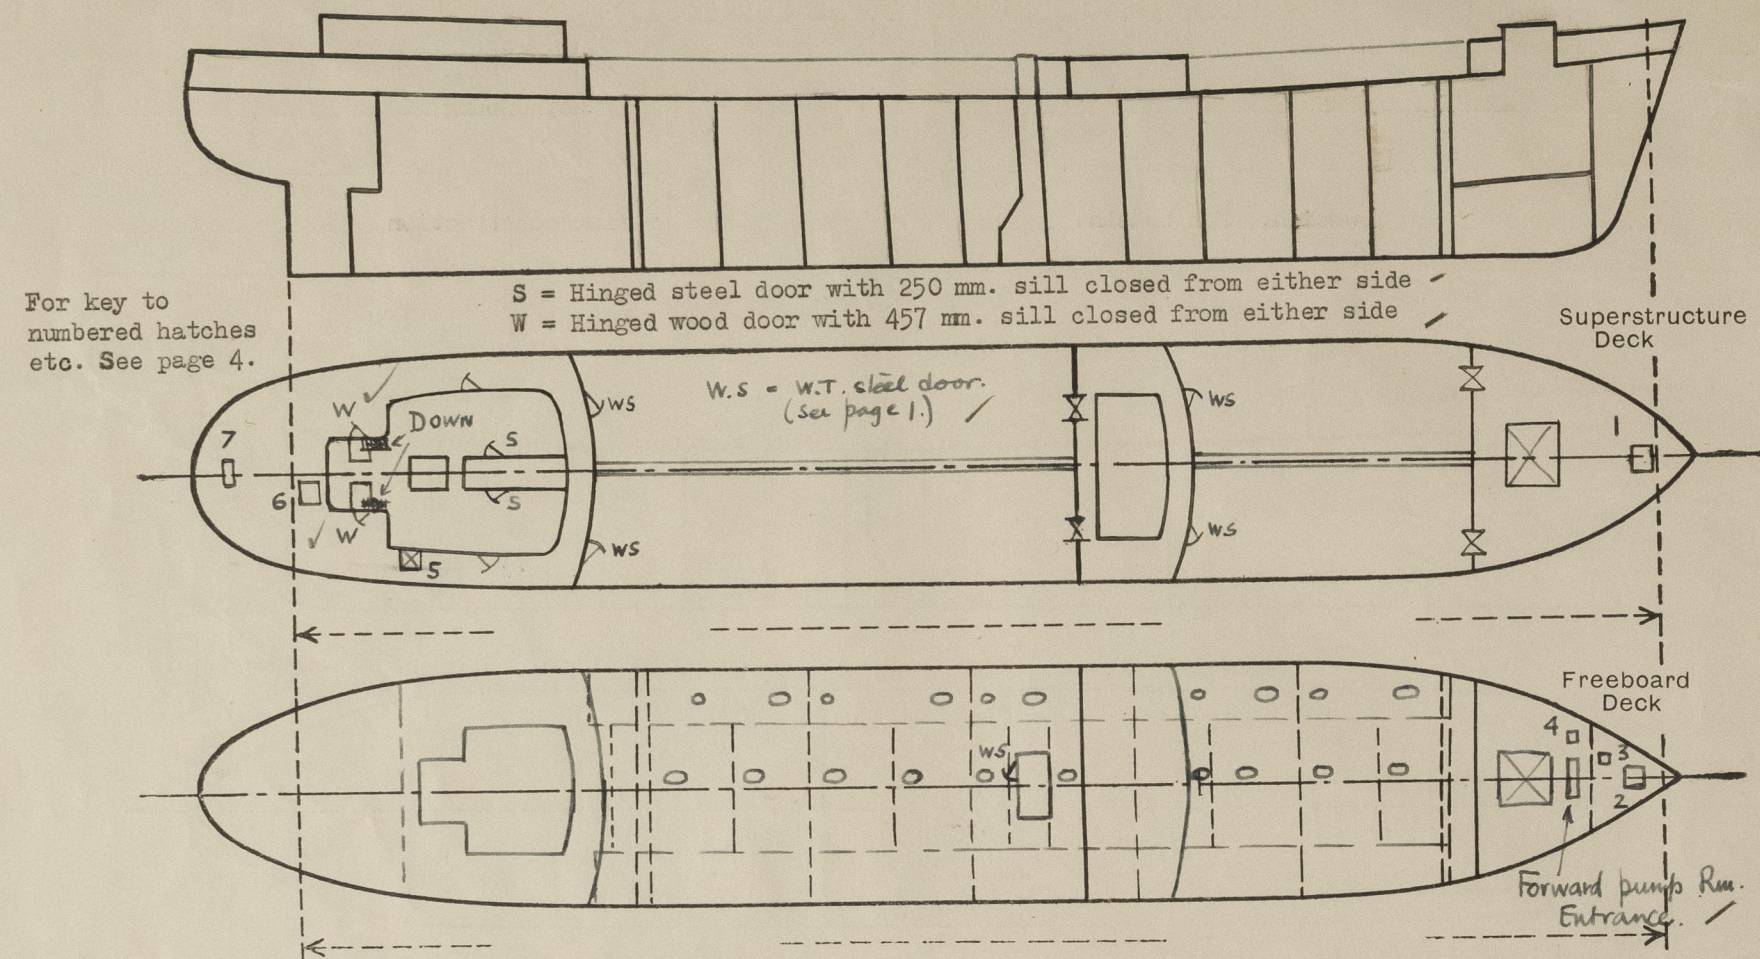 S = Hinged steel door with 250 mm. sill closed from either side
W = Hinged wood door with 457 mm. sill closed from either side
For key to
numbered hatches
etc. See page 4.
Superstructure
Deck
W.S = W.T. steel door.
(see page 1.)
W
Down
WS
WS
7
S
1
6
S
W
WS
WS
5
Freeboard
Deck
4
WS
3
2
Forward pump Rm.
Entrance.